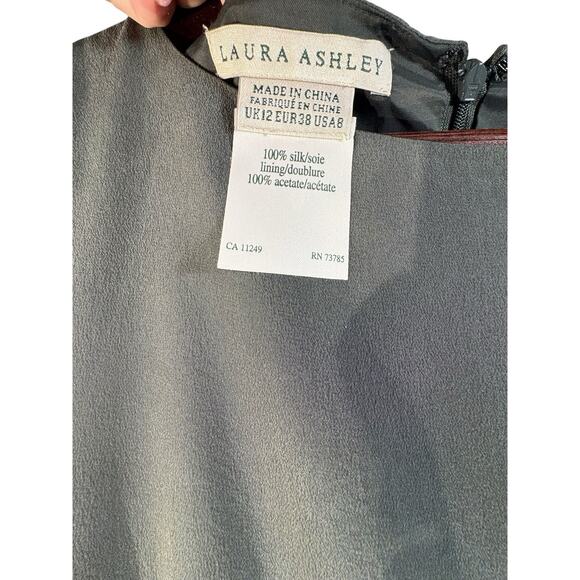 LAURA ASHLEY
MADE IN CHINA
FABRIQUÉ EN CHINE
UK12 EUR38 USA8
100% silk/soie
lining/doublure
100% acetate/acétate
CA 11249 RN 73785